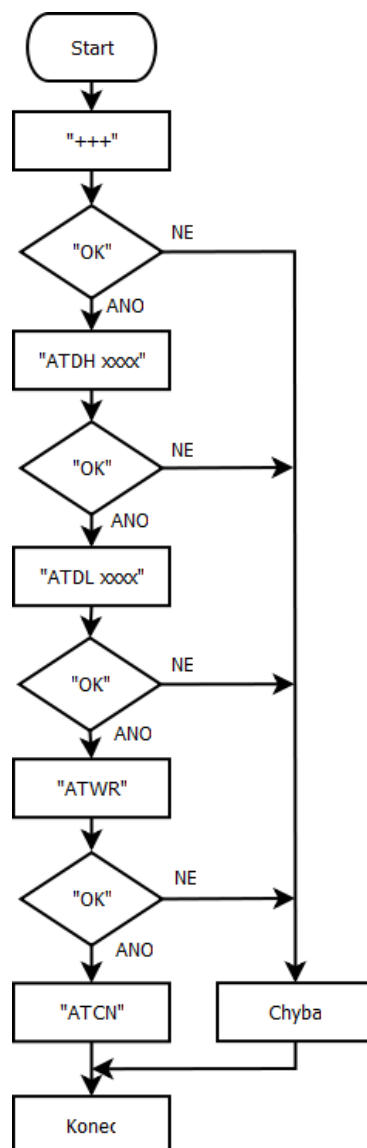 Start
"+++"
"OK"
NE
ANO
"ATDH xxxx"
"OK"
NE
ANO
"ATDL xxxx"
"OK"
NE
ANO
"ATWR"
"OK"
NE
ANO
"ATCN"
Chyba
Konec